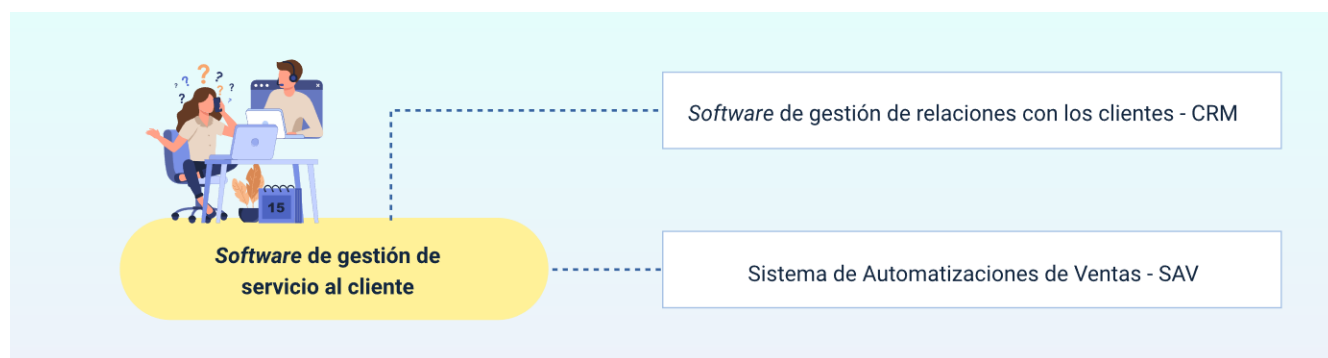 Software de gestión de relaciones con los clientes - CRM
15
Software de gestión de
servicio al cliente
Sistema de Automatizaciones de Ventas - SAV